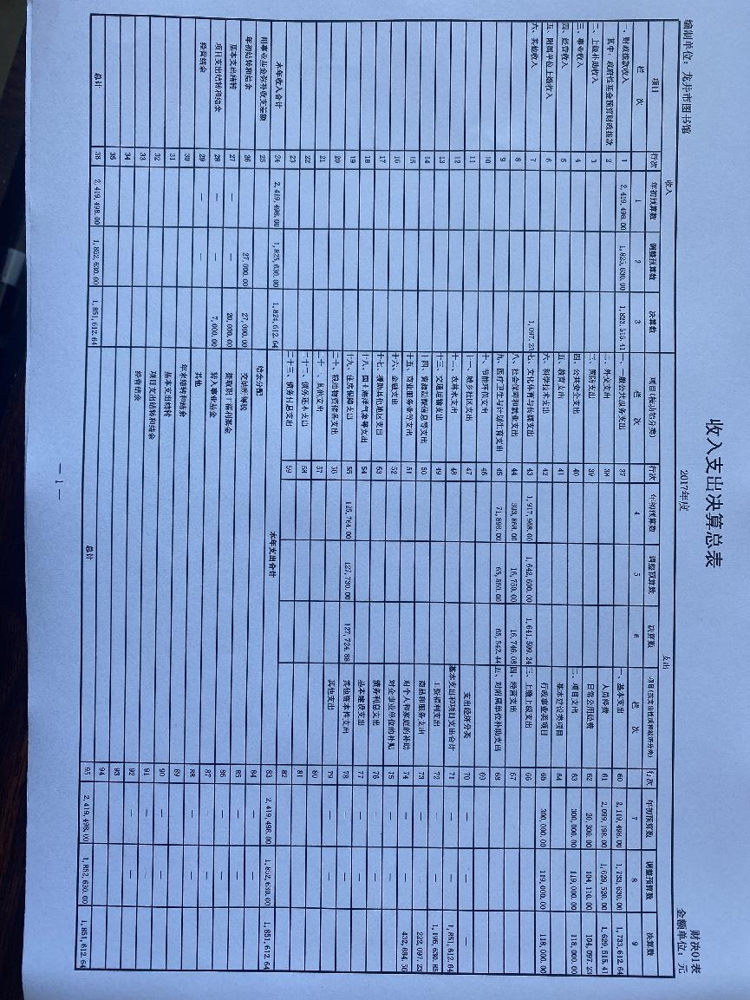 收入支出决算总表
财决01表
编制单位：龙井市图书馆 2017年度 金额单位：元
收入 支出
项目 行次 年初预算数 调整预算数 决算数 项目(按功能分类) 行次 年初预算数 调整预算数 决算数 项目(按支出性质和经济分类) 行次 年初预算数 调整预算数 决算数
栏次 1 2 3 栏次 4 5 6 栏次 7 8 9
一、财政拨款收入 1 2,419,498.00 1,825,630.00 1,823,515.41 一、一般公共服务支出 37 一、基本支出 60 2,119,498.00 1,733,630.00 1,733,612.64
其中：政府性基金预算财政拨款 2 二、外交支出 38 人员经费 61 2,099,198.00 1,629,520.00 1,629,515.41
二、上级补助收入 3 三、国防支出 39 日常公用经费 62 20,300.00 104,110.00 104,097.23
三、事业收入 4 四、公共安全支出 40 二、项目支出 63 300,000.00 119,000.00 118,000.00
四、经营收入 5 五、教育支出 41 基本建设类项目 64
五、附属单位上缴收入 6 六、科学技术支出 42 行政事业类项目 65 300,000.00 119,000.00 118,000.00
六、其他收入 7 1,097.23 七、文化体育与传媒支出 43 1,917,968.00 1,642,600.00 1,641,599.24 三、上缴上级支出 66
8 八、社会保障和就业支出 44 303,868.00 16,750.00 16,746.08 四、经营支出 67
9 九、医疗卫生与计划生育支出 45 71,898.00 65,550.00 65,542.44 五、对附属单位补助支出 68
10 十、节能环保支出 46 69
11 十一、城乡社区支出 47 支出经济分类 70 — — —
12 十二、农林水支出 48 基本支出和项目支出合计 71 — — 1,851,612.64
13 十三、交通运输支出 49 工资福利支出 72 — — 1,196,630.85
14 十四、资源勘探信息等支出 50 商品和服务支出 73 — — 222,097.23
15 十五、商业服务业等支出 51 对个人和家庭的补助 74 — — 432,884.56
16 十六、金融支出 52 对企事业单位的补贴 75 — —
17 十七、援助其他地区支出 53 债务利息支出 76 — —
18 十八、国土海洋气象等支出 54 基本建设支出 77 — —
19 十九、住房保障支出 55 125,764.00 127,730.00 127,724.88 其他资本性支出 78 — —
20 二十、粮油物资储备支出 56 其他支出 79 — —
21 二十一、其他支出 57 80
22 二十二、债务还本支出 58 81
23 二十三、债务付息支出 59 82
本年收入合计 24 2,419,498.00 1,825,630.00 1,824,612.64 本年支出合计 83 2,419,498.00 1,852,630.00 1,851,612.64
用事业基金弥补收支差额 25 结余分配 84 — —
年初结转和结余 26 27,000.00 27,000.00 交纳所得税 85 — —
基本支出结转 27 — — 20,000.00 提取职工福利基金 86 — —
项目支出结转和结余 28 — — 7,000.00 转入事业基金 87 — —
经营结余 29 — — 其他 88 — —
30 年末结转和结余 89
31 基本支出结转 90 — —
32 项目支出结转和结余 91 — —
33 经营结余 92 — —
34 93
35 94
总计 36 2,419,498.00 1,852,630.00 1,851,612.64 总计 95 2,419,498.00 1,852,630.00 1,851,612.64
— 1 —